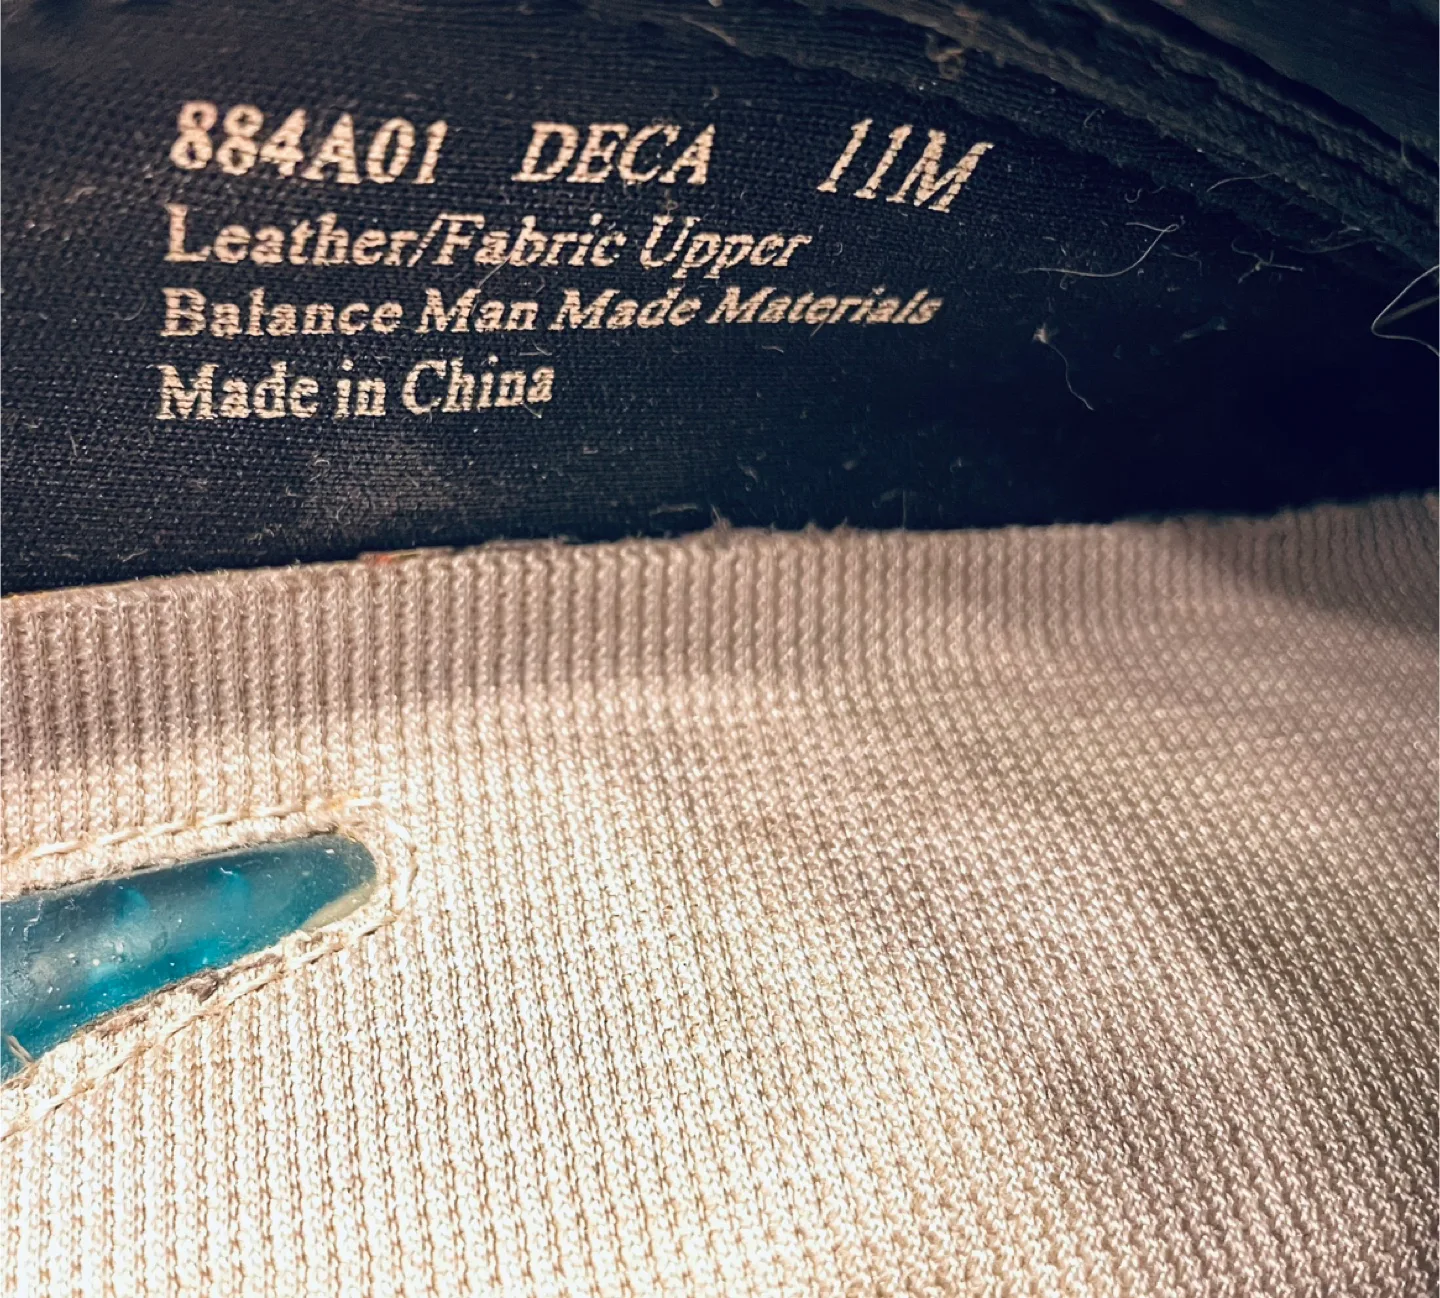 884A01 DECA 11M
Leather/Fabric Upper
Balance Man Made Materials
Made in China